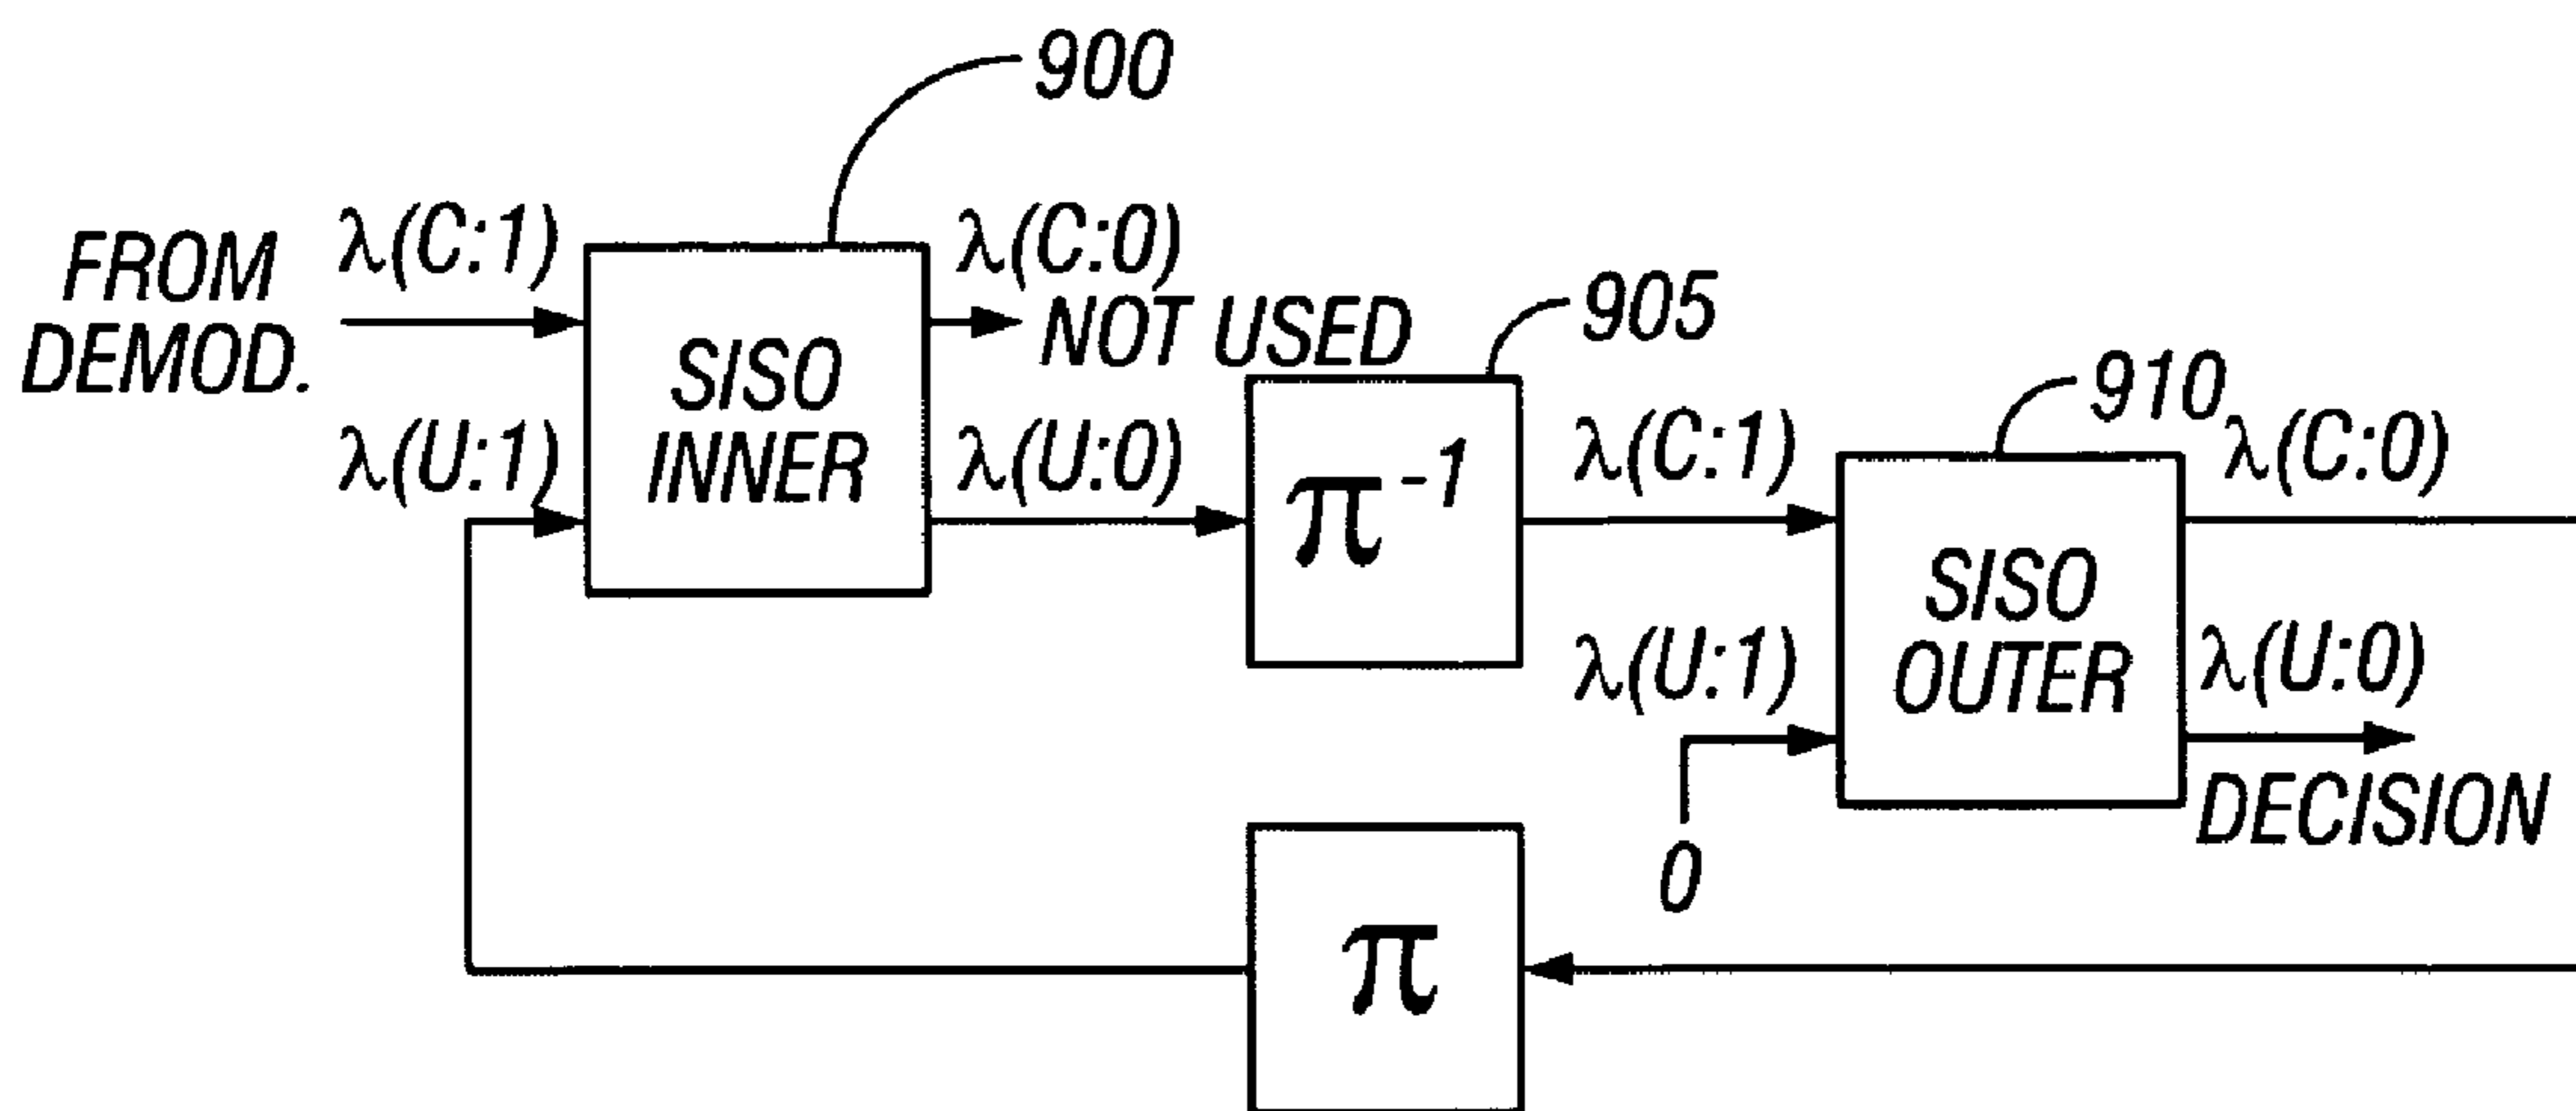 900
FROM
DEMOD.
λ(C:1)
λ(U:1)
SISO
INNER
λ(C:0)
NOT USED
λ(U:0)
905
π⁻¹
λ(C:1)
λ(U:1)
0
910
SISO
OUTER
λ(C:0)
λ(U:0)
DECISION
π